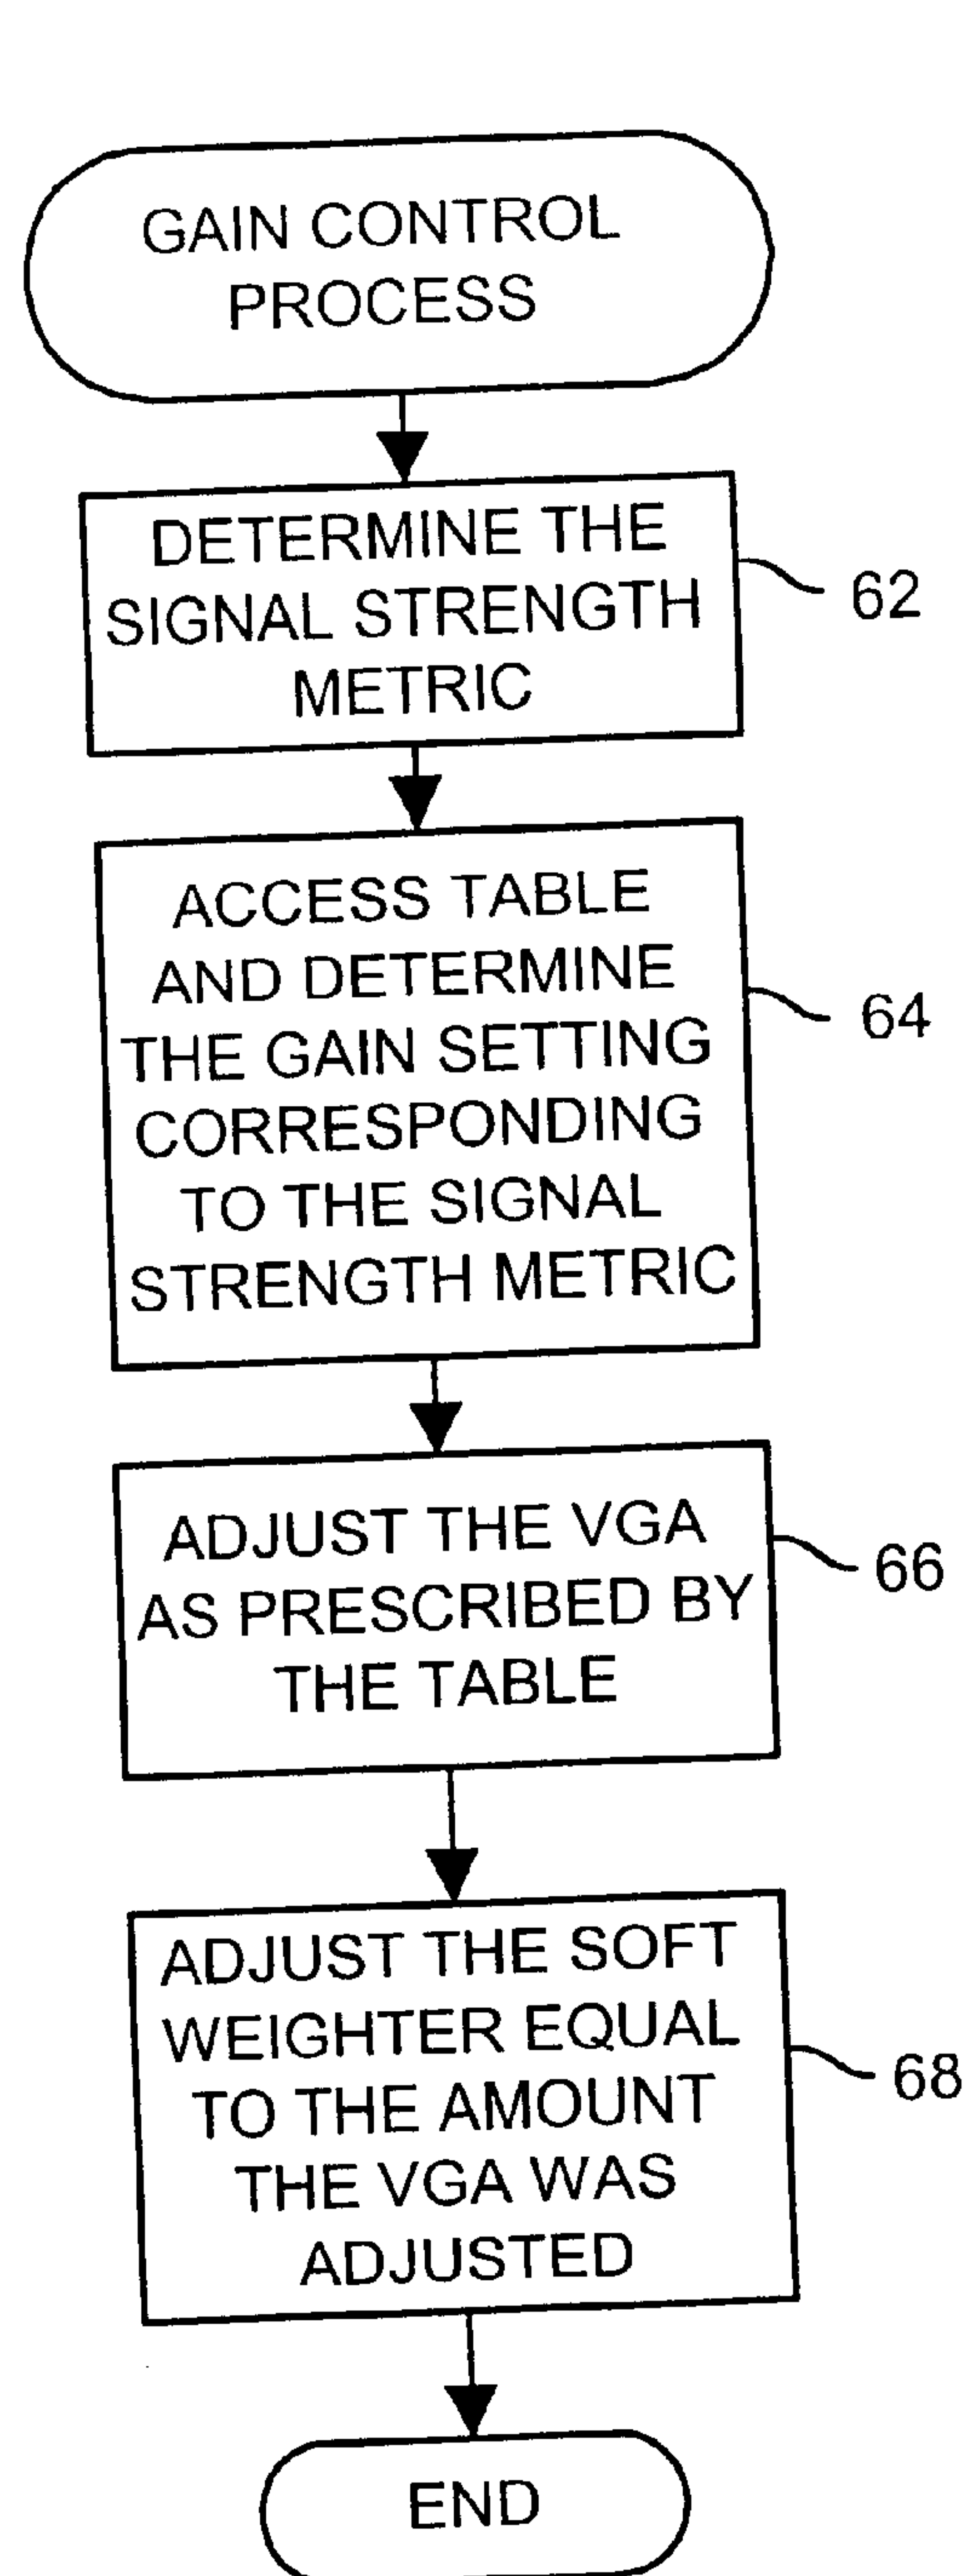 GAIN CONTROL
PROCESS
DETERMINE THE
SIGNAL STRENGTH
METRIC
62
ACCESS TABLE
AND DETERMINE
THE GAIN SETTING
CORRESPONDING
TO THE SIGNAL
STRENGTH METRIC
64
ADJUST THE VGA
AS PRESCRIBED BY
THE TABLE
66
ADJUST THE SOFT
WEIGHTER EQUAL
TO THE AMOUNT
THE VGA WAS
ADJUSTED
68
END